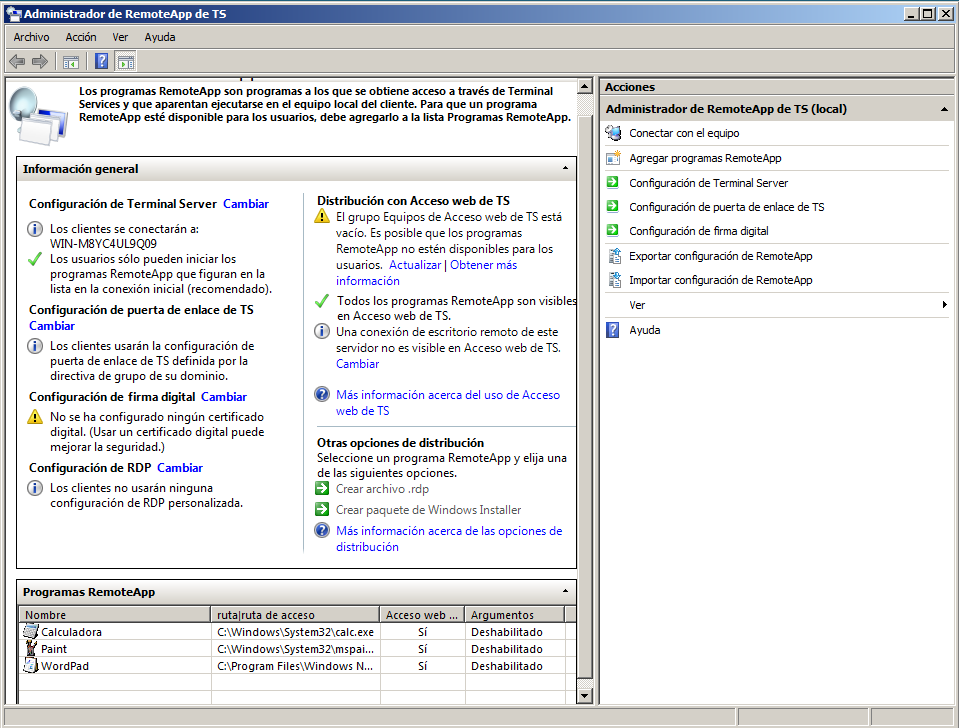 Administrador de RemoteApp de TS
Archivo Acción Ver Ayuda
Los programas RemoteApp son programas a los que se obtiene acceso a través de Terminal
Services y que aparentan ejecutarse en el equipo local del cliente. Para que un programa
RemoteApp esté disponible para los usuarios, debe agregarlo a la lista Programas RemoteApp.
Información general
Configuración de Terminal Server Cambiar
Los clientes se conectarán a:
WIN-M8YC4UL9Q09
Los usuarios sólo pueden iniciar los
programas RemoteApp que figuran en la
lista en la conexión inicial (recomendado).
Configuración de puerta de enlace de TS
Cambiar
Los clientes usarán la configuración de
puerta de enlace de TS definida por la
directiva de grupo de su dominio.
Configuración de firma digital Cambiar
No se ha configurado ningún certificado
digital. (Usar un certificado digital puede
mejorar la seguridad.)
Configuración de RDP Cambiar
Los clientes no usarán ninguna
configuración de RDP personalizada.
Distribución con Acceso web de TS
El grupo Equipos de Acceso web de TS está
vacío. Es posible que los programas
RemoteApp no estén disponibles para los
usuarios. Actualizar | Obtener más
información
Todos los programas RemoteApp son visibles
en Acceso web de TS.
Una conexión de escritorio remoto de este
servidor no es visible en Acceso web de TS.
Cambiar
Más información acerca del uso de Acceso
web de TS
Otras opciones de distribución
Seleccione un programa RemoteApp y elija una
de las siguientes opciones.
Crear archivo .rdp
Crear paquete de Windows Installer
Más información acerca de las opciones de
distribución
Programas RemoteApp
Nombre ruta|ruta de acceso Acceso web ... Argumentos
Calculadora C:\Windows\System32\calc.exe Sí Deshabilitado
Paint C:\Windows\System32\mspai... Sí Deshabilitado
WordPad C:\Program Files\Windows N... Sí Deshabilitado
Acciones
Administrador de RemoteApp de TS (local)
Conectar con el equipo
Agregar programas RemoteApp
Configuración de Terminal Server
Configuración de puerta de enlace de TS
Configuración de firma digital
Exportar configuración de RemoteApp
Importar configuración de RemoteApp
Ver
Ayuda